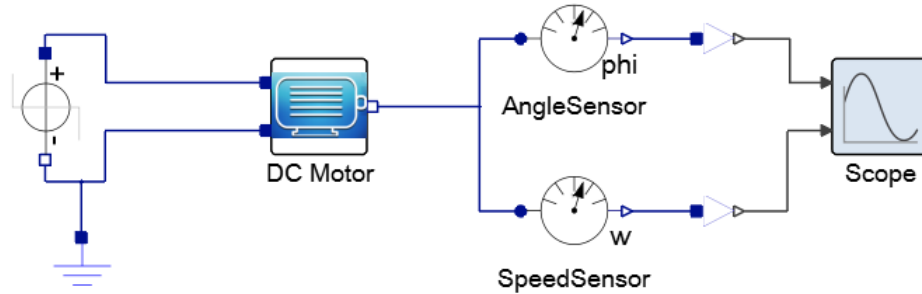 +
-
DC Motor
phi
AngleSensor
w
SpeedSensor
Scope